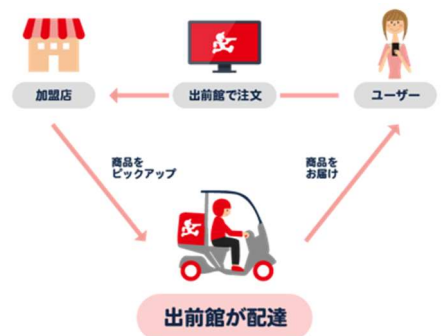 加盟店
出前館で注文
ユーザー
商品を
ピックアップ
商品を
お届け
出前館が配達